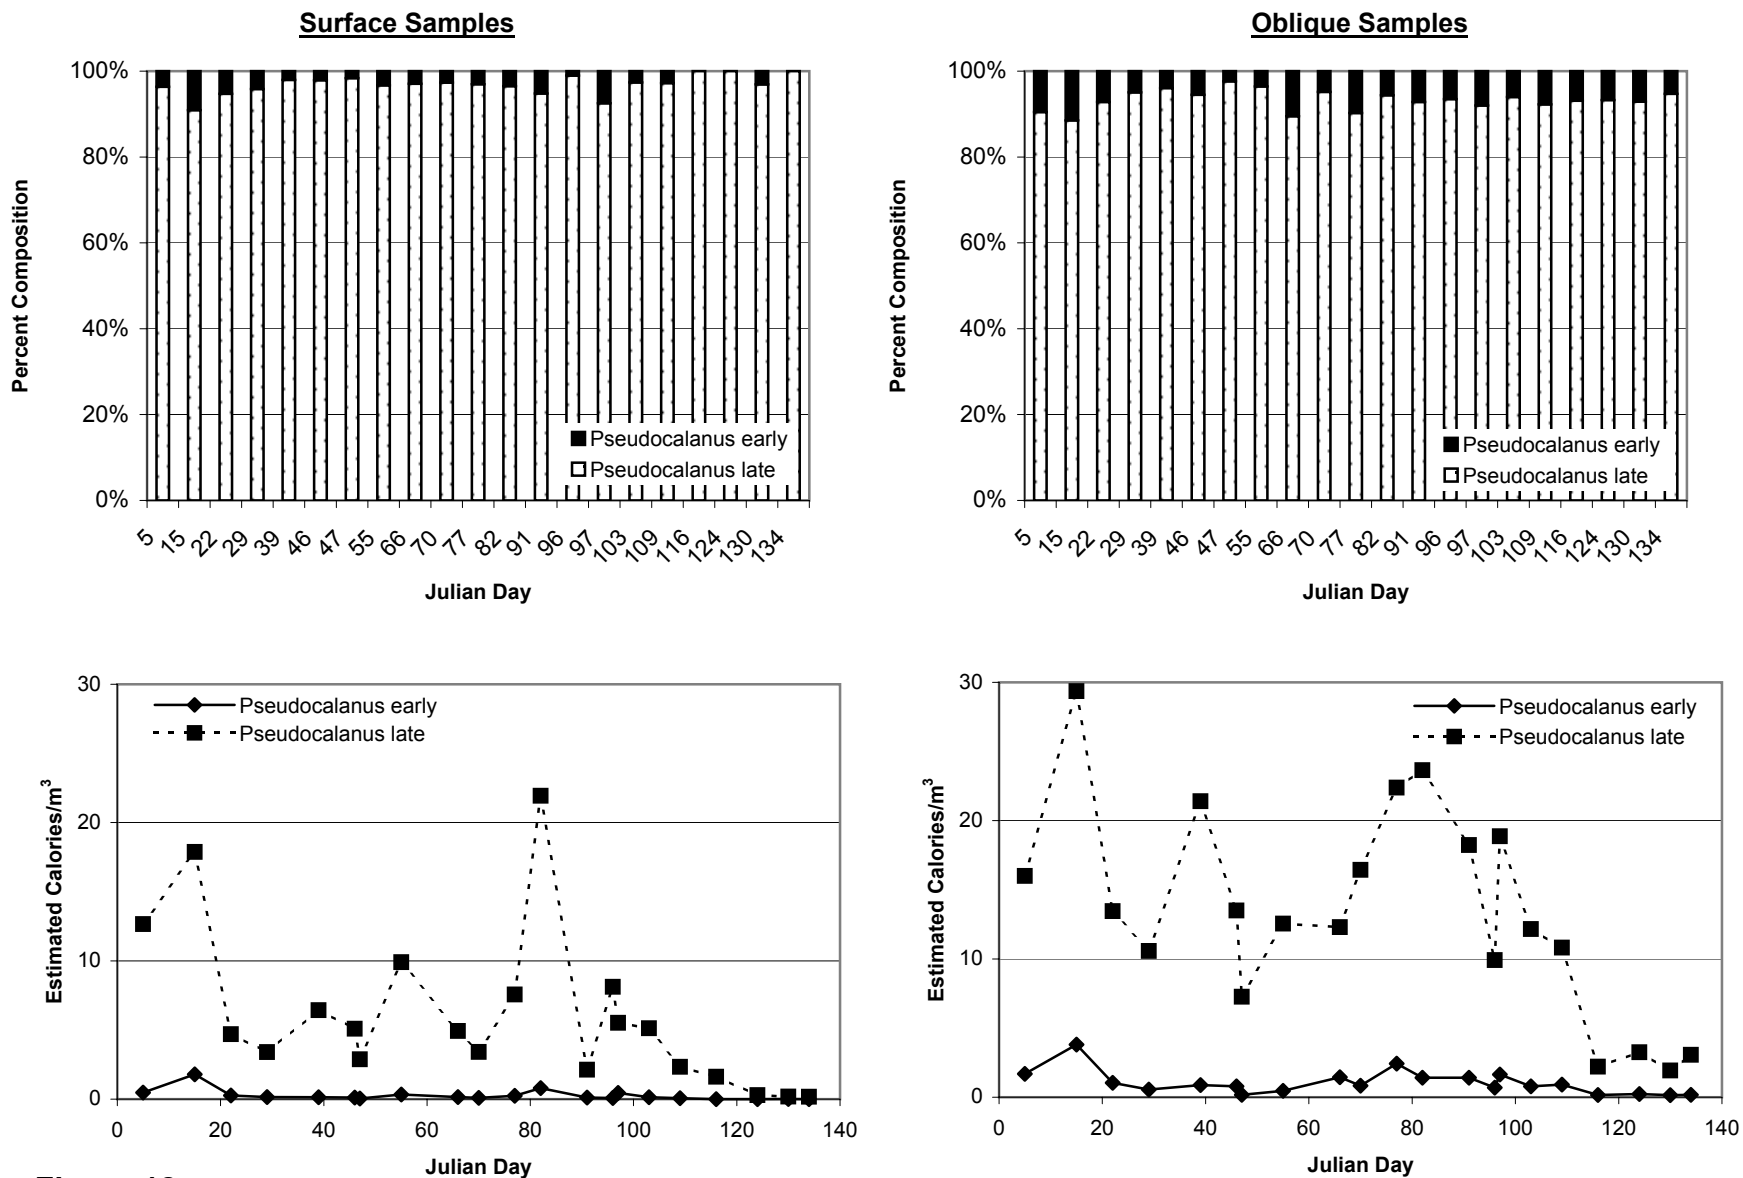 Surface Samples
Oblique Samples
100%
80%
60%
40%
20%
0%
Percent Composition
Pseudocalanus early
Pseudocalanus late
5 15 22 29 39 46 47 55 66 70 77 82 91 96 97 103 109 116 124 130 134
Julian Day
100%
80%
60%
40%
20%
0%
Percent Composition
Pseudocalanus early
Pseudocalanus late
5 15 22 29 39 46 47 55 66 70 77 82 91 96 97 103 109 116 124 130 134
Julian Day
30
20
10
0
Estimated Calories/m³
Pseudocalanus early
Pseudocalanus late
0 20 40 60 80 100 120 140
Julian Day
30
20
10
0
Estimated Calories/m³
Pseudocalanus early
Pseudocalanus late
0 20 40 60 80 100 120 140
Julian Day